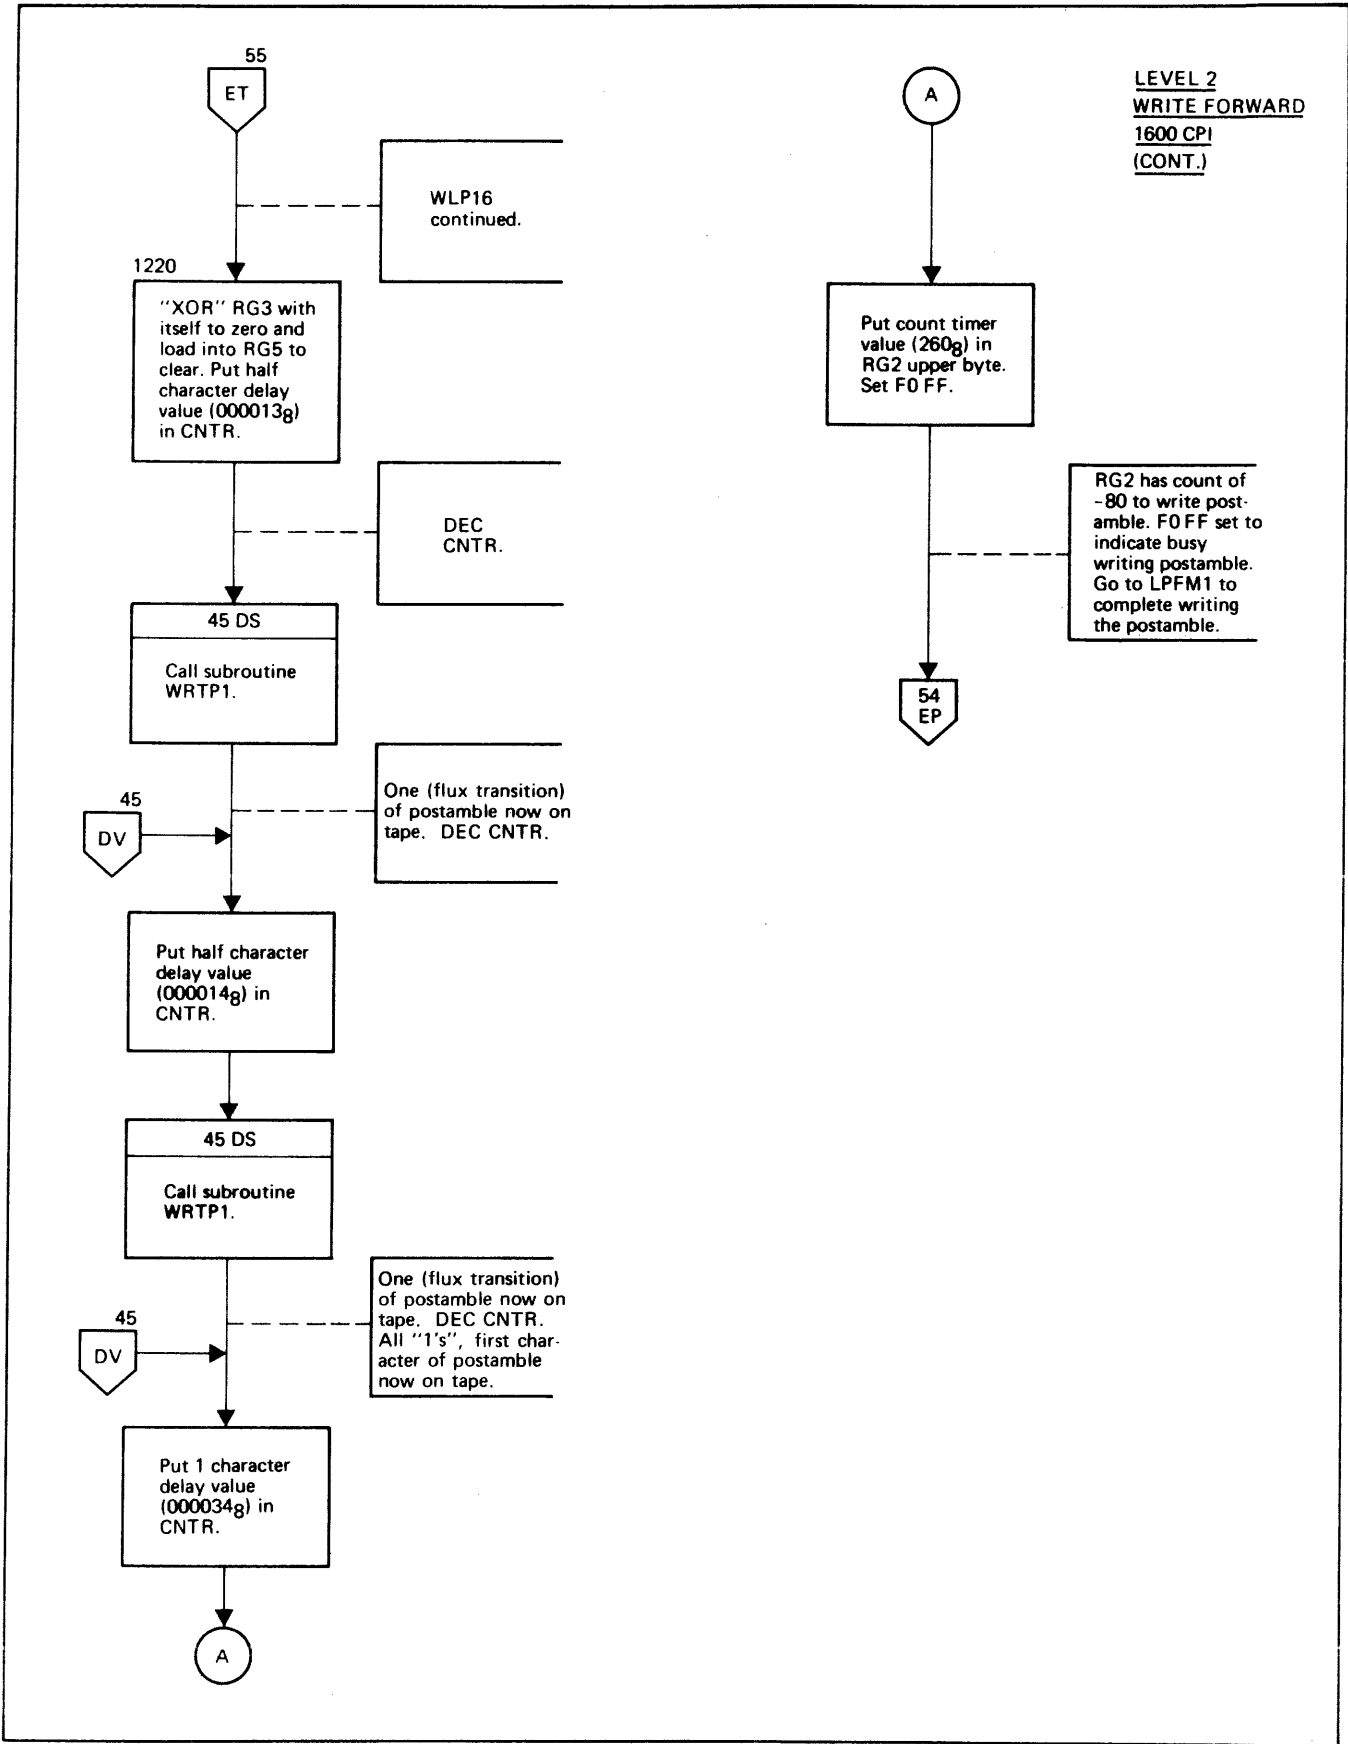 LEVEL 2
WRITE FORWARD
1600 CPI
(CONT.)
55
ET
WLP16
continued.
1220
"XOR" RG3 with
itself to zero and
load into RG5 to
clear. Put half
character delay
value (000013₈)
in CNTR.
DEC
CNTR.
45 DS
Call subroutine
WRTP1.
One (flux transition)
of postamble now on
tape. DEC CNTR.
45
DV
Put half character
delay value
(000014₈) in
CNTR.
45 DS
Call subroutine
WRTP1.
One (flux transition)
of postamble now on
tape. DEC CNTR.
All "1's", first char-
acter of postamble
now on tape.
45
DV
Put 1 character
delay value
(000034₈) in
CNTR.
A
A
Put count timer
value (260₈) in
RG2 upper byte.
Set F0 FF.
RG2 has count of
-80 to write post-
amble. F0 FF set to
indicate busy
writing postamble.
Go to LPFM1 to
complete writing
the postamble.
54
EP